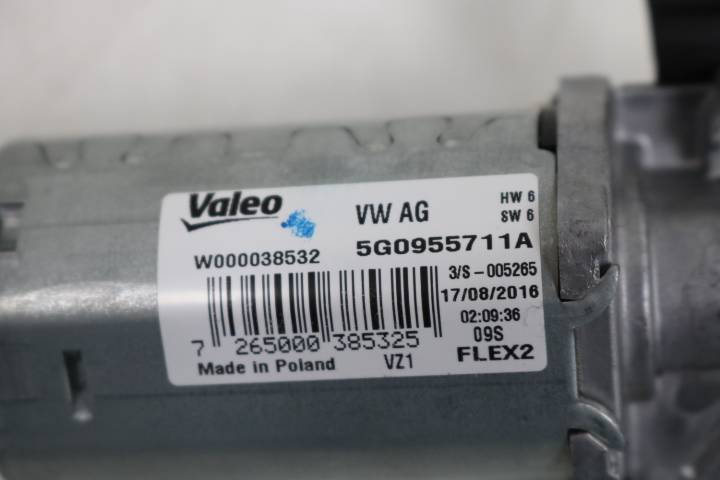 Valeo VW AG HW 6
SW 6
W000038532 5G0955711A
3/S-005265
17/08/2016
02:09:36
7 265000 385325 09S
Made in Poland VZ1 FLEX2